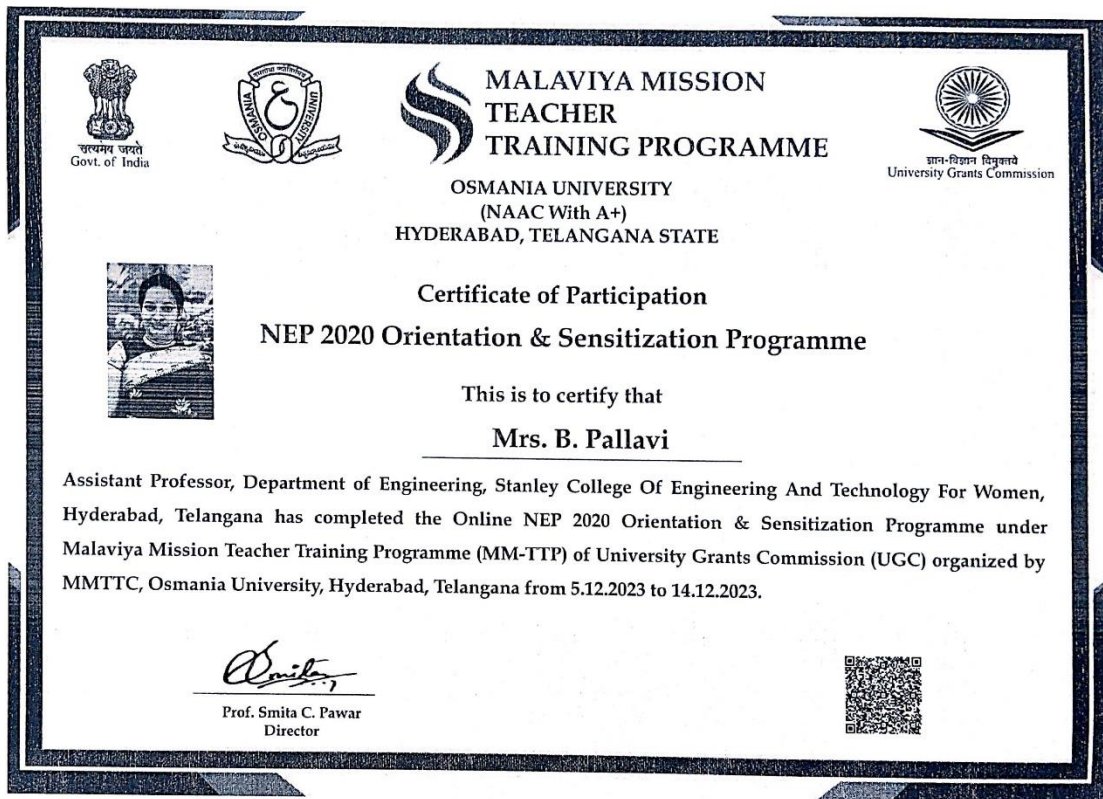 सत्यमेव जयते
Govt. of India
OSMANIA UNIVERSITY
MALAVIYA MISSION
TEACHER
TRAINING PROGRAMME
ज्ञान-विज्ञान विमुक्तये
University Grants Commission
OSMANIA UNIVERSITY
(NAAC With A+)
HYDERABAD, TELANGANA STATE
Certificate of Participation
NEP 2020 Orientation & Sensitization Programme
This is to certify that
Mrs. B. Pallavi
Assistant Professor, Department of Engineering, Stanley College Of Engineering And Technology For Women,
Hyderabad, Telangana has completed the Online NEP 2020 Orientation & Sensitization Programme under
Malaviya Mission Teacher Training Programme (MM-TTP) of University Grants Commission (UGC) organized by
MMTTC, Osmania University, Hyderabad, Telangana from 5.12.2023 to 14.12.2023.
Prof. Smita C. Pawar
Director